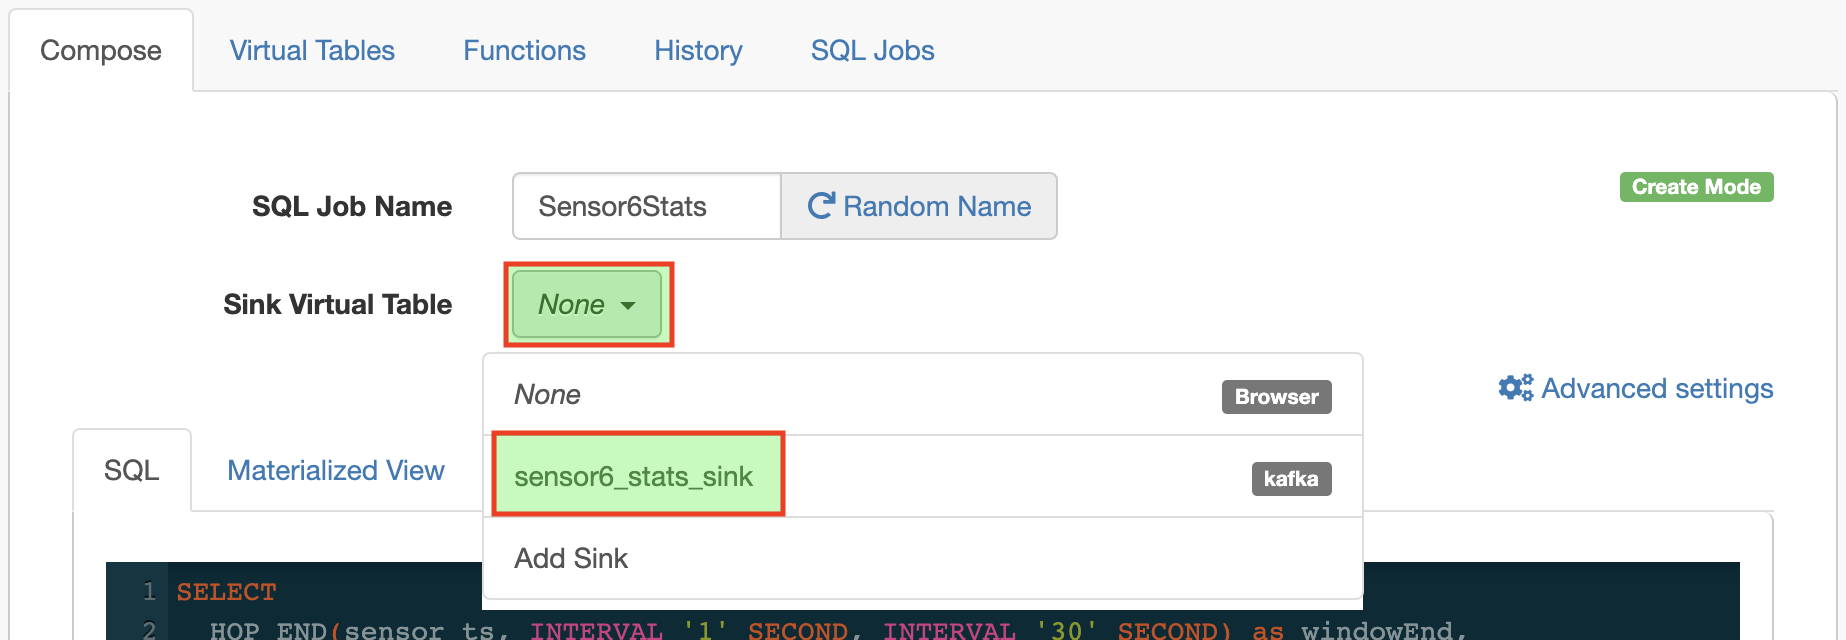 Compose Virtual Tables Functions History SQL Jobs
SQL Job Name Sensor6Stats Random Name Create Mode
Sink Virtual Table None
None Browser
Advanced settings
SQL Materialized View sensor6_stats_sink kafka
Add Sink
1 SELECT
2 HOP_END(sensor_ts, INTERVAL '1' SECOND, INTERVAL '30' SECOND) as windowEnd,